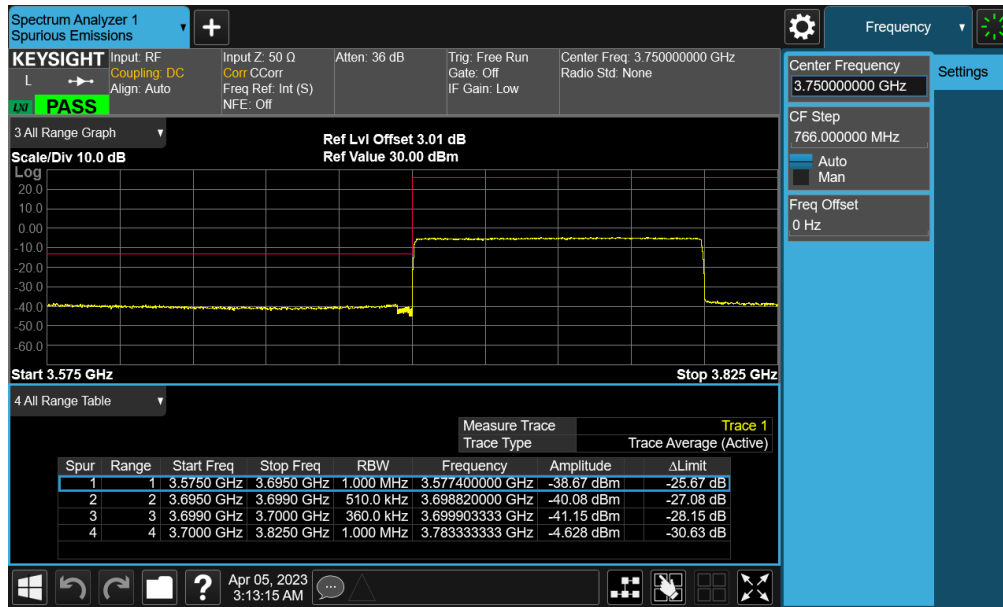 Spectrum Analyzer 1
Spurious Emissions
+
Frequency
KEYSIGHT Input: RF Input Z: 50 Ω Atten: 36 dB Trig: Free Run Center Freq: 3.750000000 GHz
L Coupling: DC Corr CCorr Gate: Off Radio Std: None
Align: Auto Freq Ref: Int (S) IF Gain: Low
LXI PASS NFE: Off
Center Frequency
3.750000000 GHz
Settings
CF Step
766.000000 MHz
Auto
Man
Freq Offset
0 Hz
3 All Range Graph
Ref Lvl Offset 3.01 dB
Scale/Div 10.0 dB Ref Value 30.00 dBm
Log
20.0
10.0
0.00
-10.0
-20.0
-30.0
-40.0
-50.0
-60.0
Start 3.575 GHz Stop 3.825 GHz
4 All Range Table
Measure Trace Trace 1
Trace Type Trace Average (Active)
Spur Range Start Freq Stop Freq RBW Frequency Amplitude ΔLimit
1 1 3.5750 GHz 3.6950 GHz 1.000 MHz 3.577400000 GHz -38.67 dBm -25.67 dB
2 2 3.6950 GHz 3.6990 GHz 510.0 kHz 3.698820000 GHz -40.08 dBm -27.08 dB
3 3 3.6990 GHz 3.7000 GHz 360.0 kHz 3.699903333 GHz -41.15 dBm -28.15 dB
4 4 3.7000 GHz 3.8250 GHz 1.000 MHz 3.783333333 GHz -4.628 dBm -30.63 dB
? Apr 05, 2023
3:13:15 AM